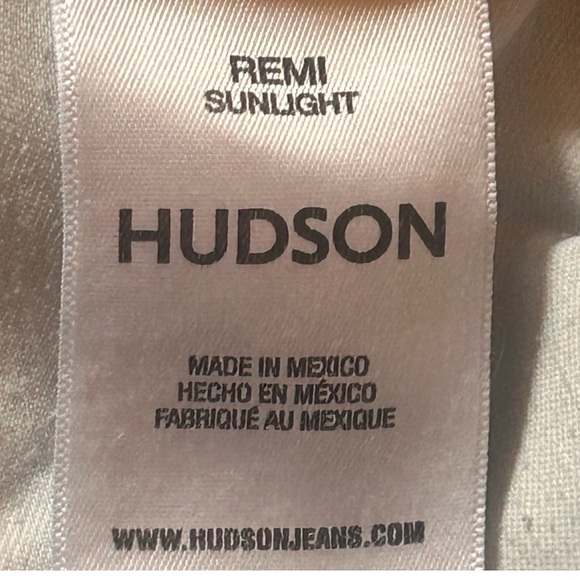 REMI
SUNLIGHT
HUDSON
MADE IN MEXICO
HECHO EN MÉXICO
FABRIQUÉ AU MEXIQUE
WWW.HUDSONJEANS.COM